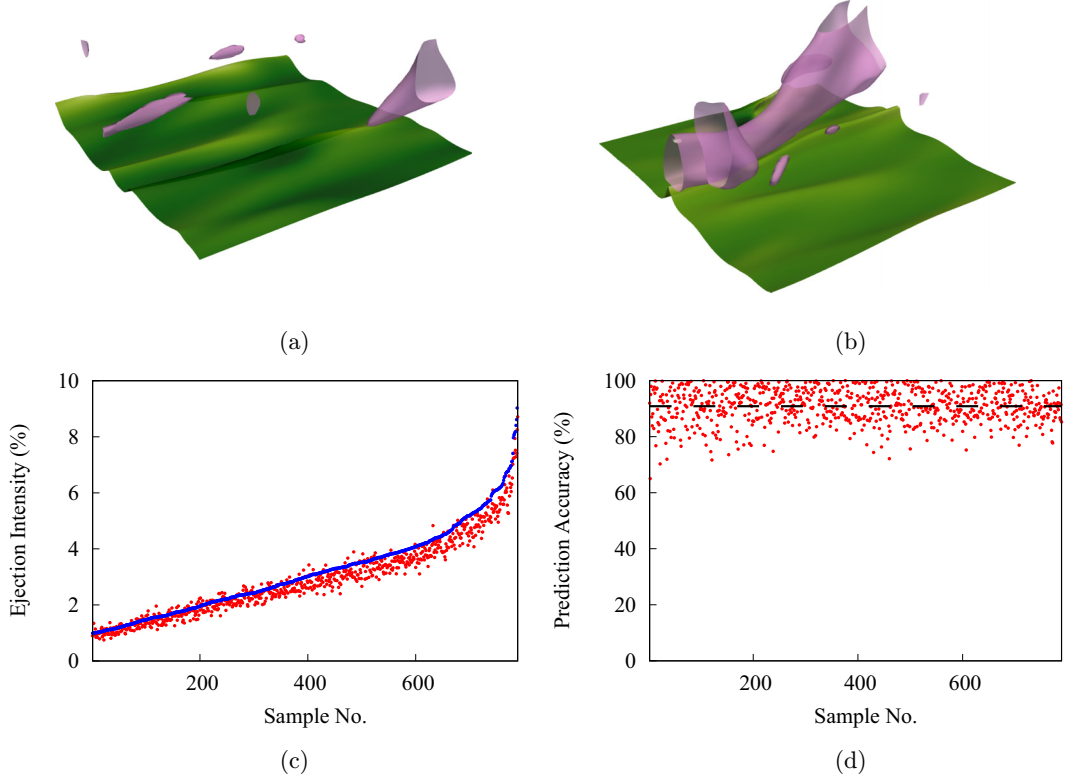 (a)
(b)
10
8
6
4
2
0
Ejection Intensity (%)
200
400
600
Sample No.
(c)
100
80
60
40
20
0
Prediction Accuracy (%)
200
400
600
Sample No.
(d)